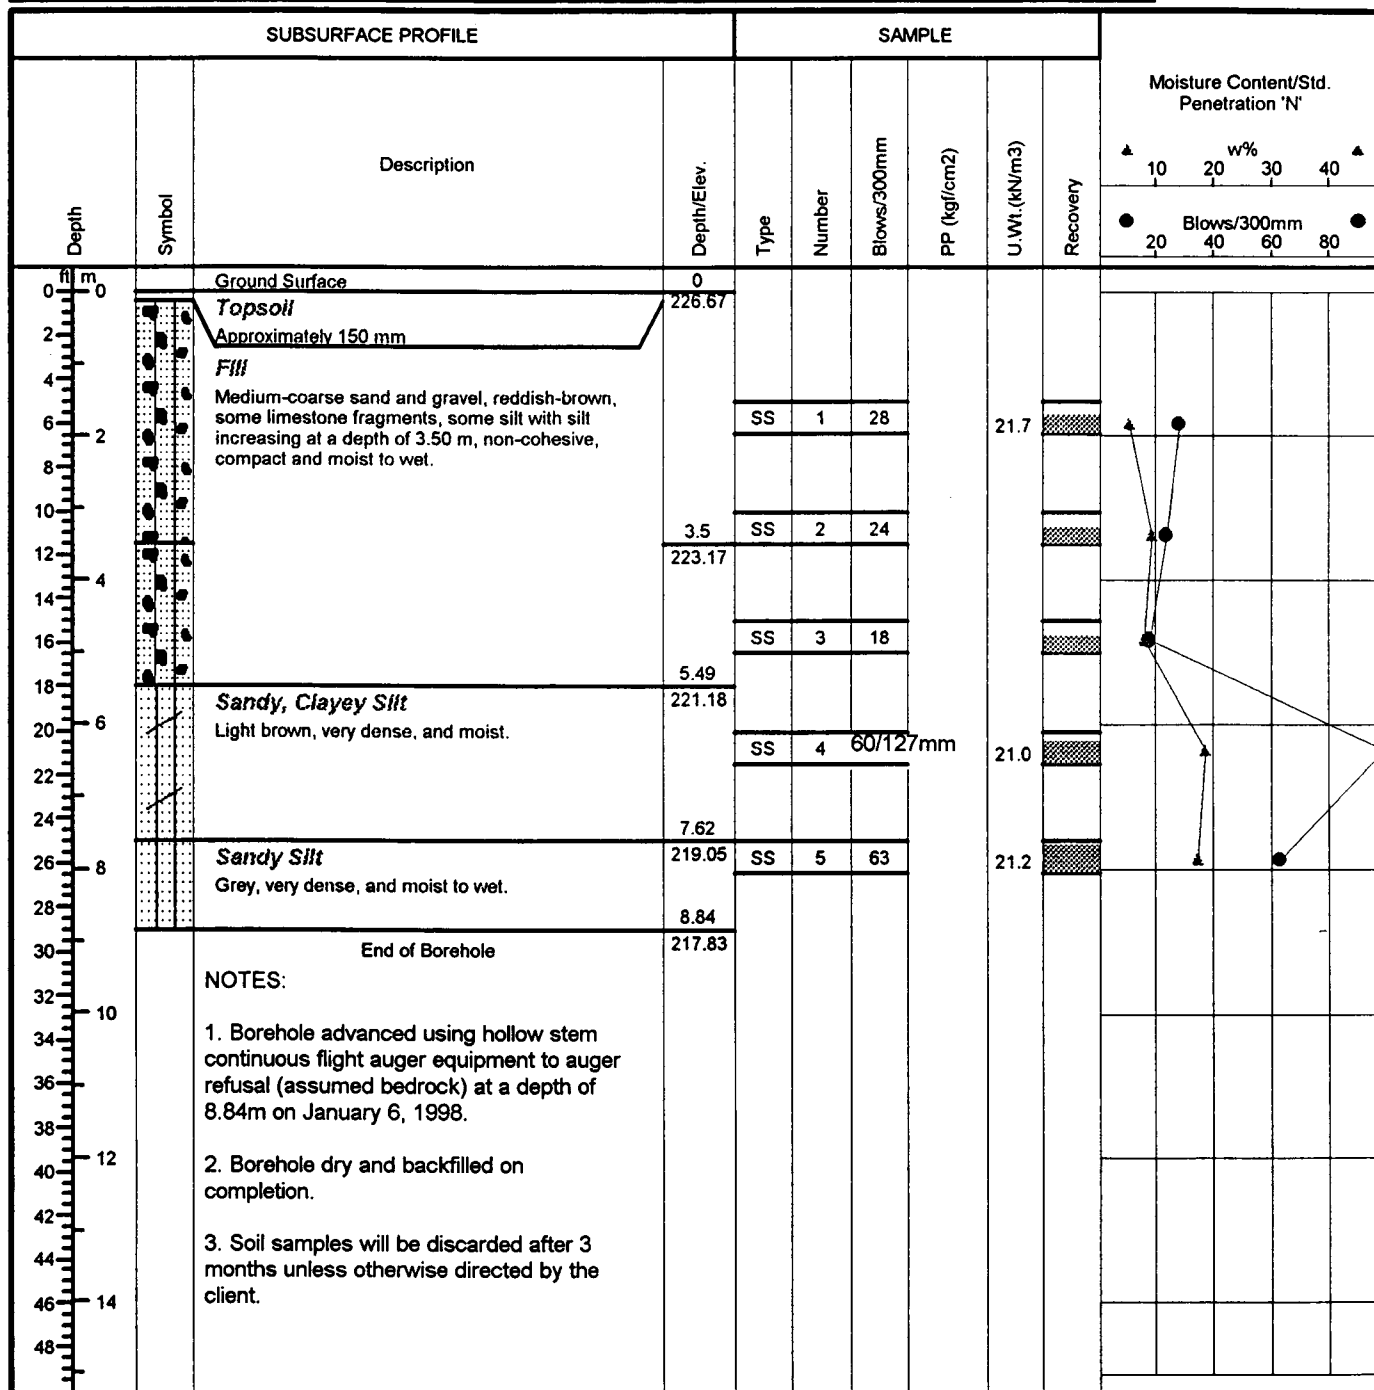 SUBSURFACE PROFILE
SAMPLE
Depth
Symbol
Description
Depth/Elev.
Type
Number
Blows/300mm
PP (kgf/cm2)
U.Wt.(kN/m3)
Recovery
Moisture Content/Std.
Penetration 'N'
w%
10 20 30 40
Blows/300mm
20 40 60 80
ft m
0 0
Ground Surface
0
Topsoil
226.67
Approximately 150 mm
2
Fill
4
Medium-coarse sand and gravel, reddish-brown,
some limestone fragments, some silt with silt
increasing at a depth of 3.50 m, non-cohesive,
compact and moist to wet.
6
2
SS 1 28 21.7
8
10
3.5
SS 2 24
12
223.17
4
14
16
SS 3 18
5.49
18
Sandy, Clayey Silt
221.18
Light brown, very dense, and moist.
20
6
SS 4 60/127mm 21.0
22
24
7.62
26
8
Sandy Silt
219.05
SS 5 63 21.2
Grey, very dense, and moist to wet.
28
8.84
30
End of Borehole
217.83
NOTES:
32
10
34
1. Borehole advanced using hollow stem
continuous flight auger equipment to auger
refusal (assumed bedrock) at a depth of
8.84m on January 6, 1998.
36
38
12
40
2. Borehole dry and backfilled on
completion.
42
3. Soil samples will be discarded after 3
months unless otherwise directed by the
client.
44
46
14
48